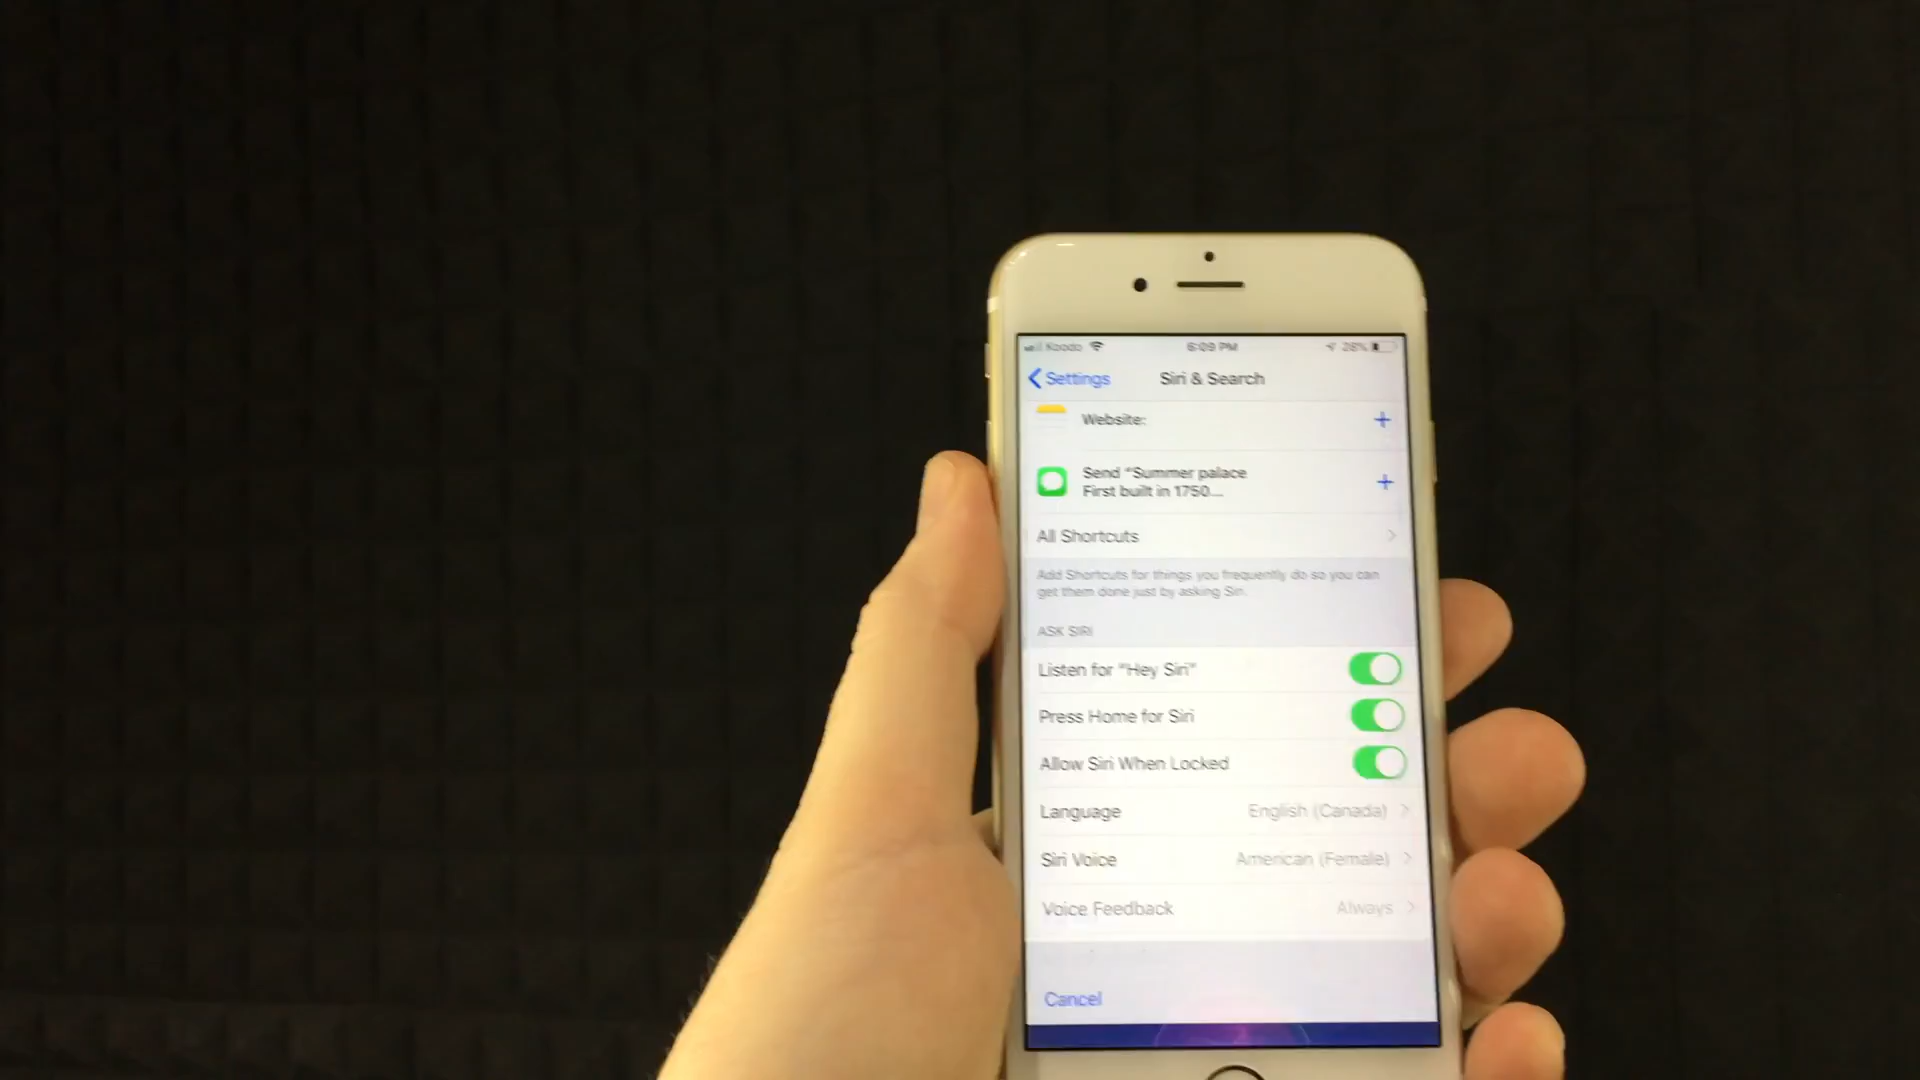 Koodo 6:09 PM 28%
Settings Siri & Search
Website: +
Send "Summer palace
First built in 1750... +
All Shortcuts
Add Shortcuts for things you frequently do so you can
get them done just by asking Siri.
ASK SIRI
Listen for "Hey Siri"
Press Home for Siri
Allow Siri When Locked
Language English (Canada)
Siri Voice American (Female)
Voice Feedback Always
Cancel